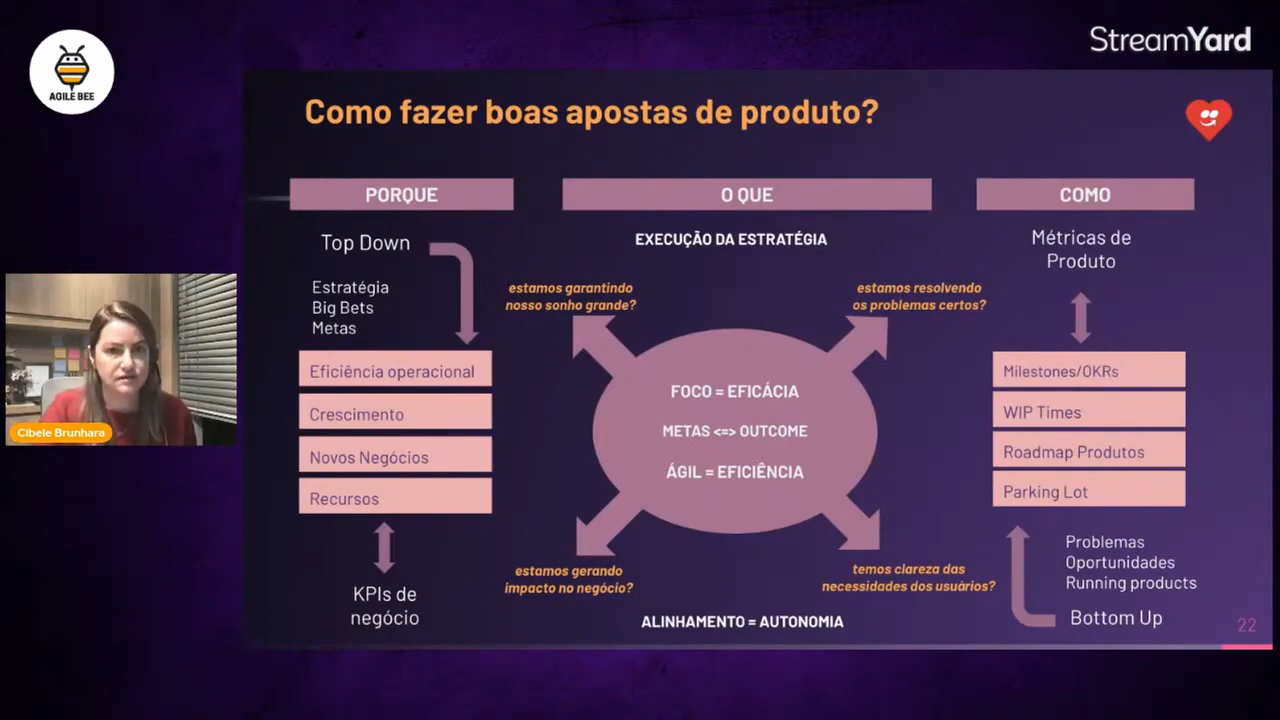 StreamYard
AGILE BEE
Como fazer boas apostas de produto?
PORQUE
Top Down
Estratégia
Big Bets
Metas
Eficiência operacional
Crescimento
Novos Negócios
Recursos
KPIs de
negócio
O QUE
EXECUÇÃO DA ESTRATÉGIA
estamos garantindo
nosso sonho grande?
estamos resolvendo
os problemas certos?
FOCO = EFICÁCIA
METAS <=> OUTCOME
ÁGIL = EFICIÊNCIA
estamos gerando
impacto no negócio?
temos clareza das
necessidades dos usuários?
ALINHAMENTO = AUTONOMIA
COMO
Métricas de
Produto
Milestones/OKRs
WIP Times
Roadmap Produtos
Parking Lot
Problemas
Oportunidades
Running products
Bottom Up
22
Cibele Brunhara